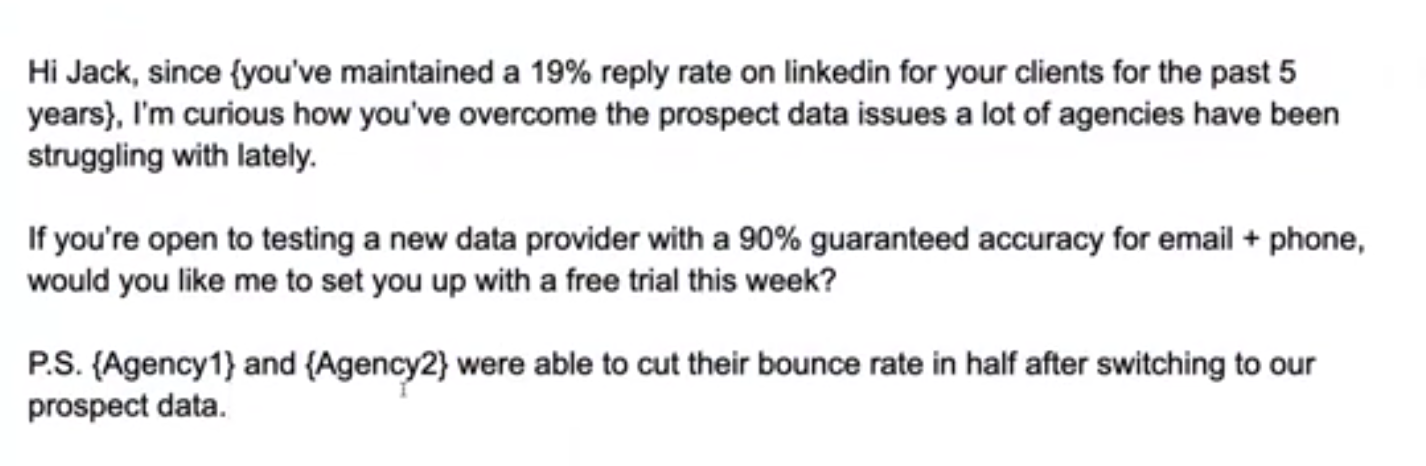 Hi Jack, since {you've maintained a 19% reply rate on linkedin for your clients for the past 5
years}, I'm curious how you've overcome the prospect data issues a lot of agencies have been
struggling with lately.
If you're open to testing a new data provider with a 90% guaranteed accuracy for email + phone,
would you like me to set you up with a free trial this week?
P.S. {Agency1} and {Agency2} were able to cut their bounce rate in half after switching to our
prospect data.